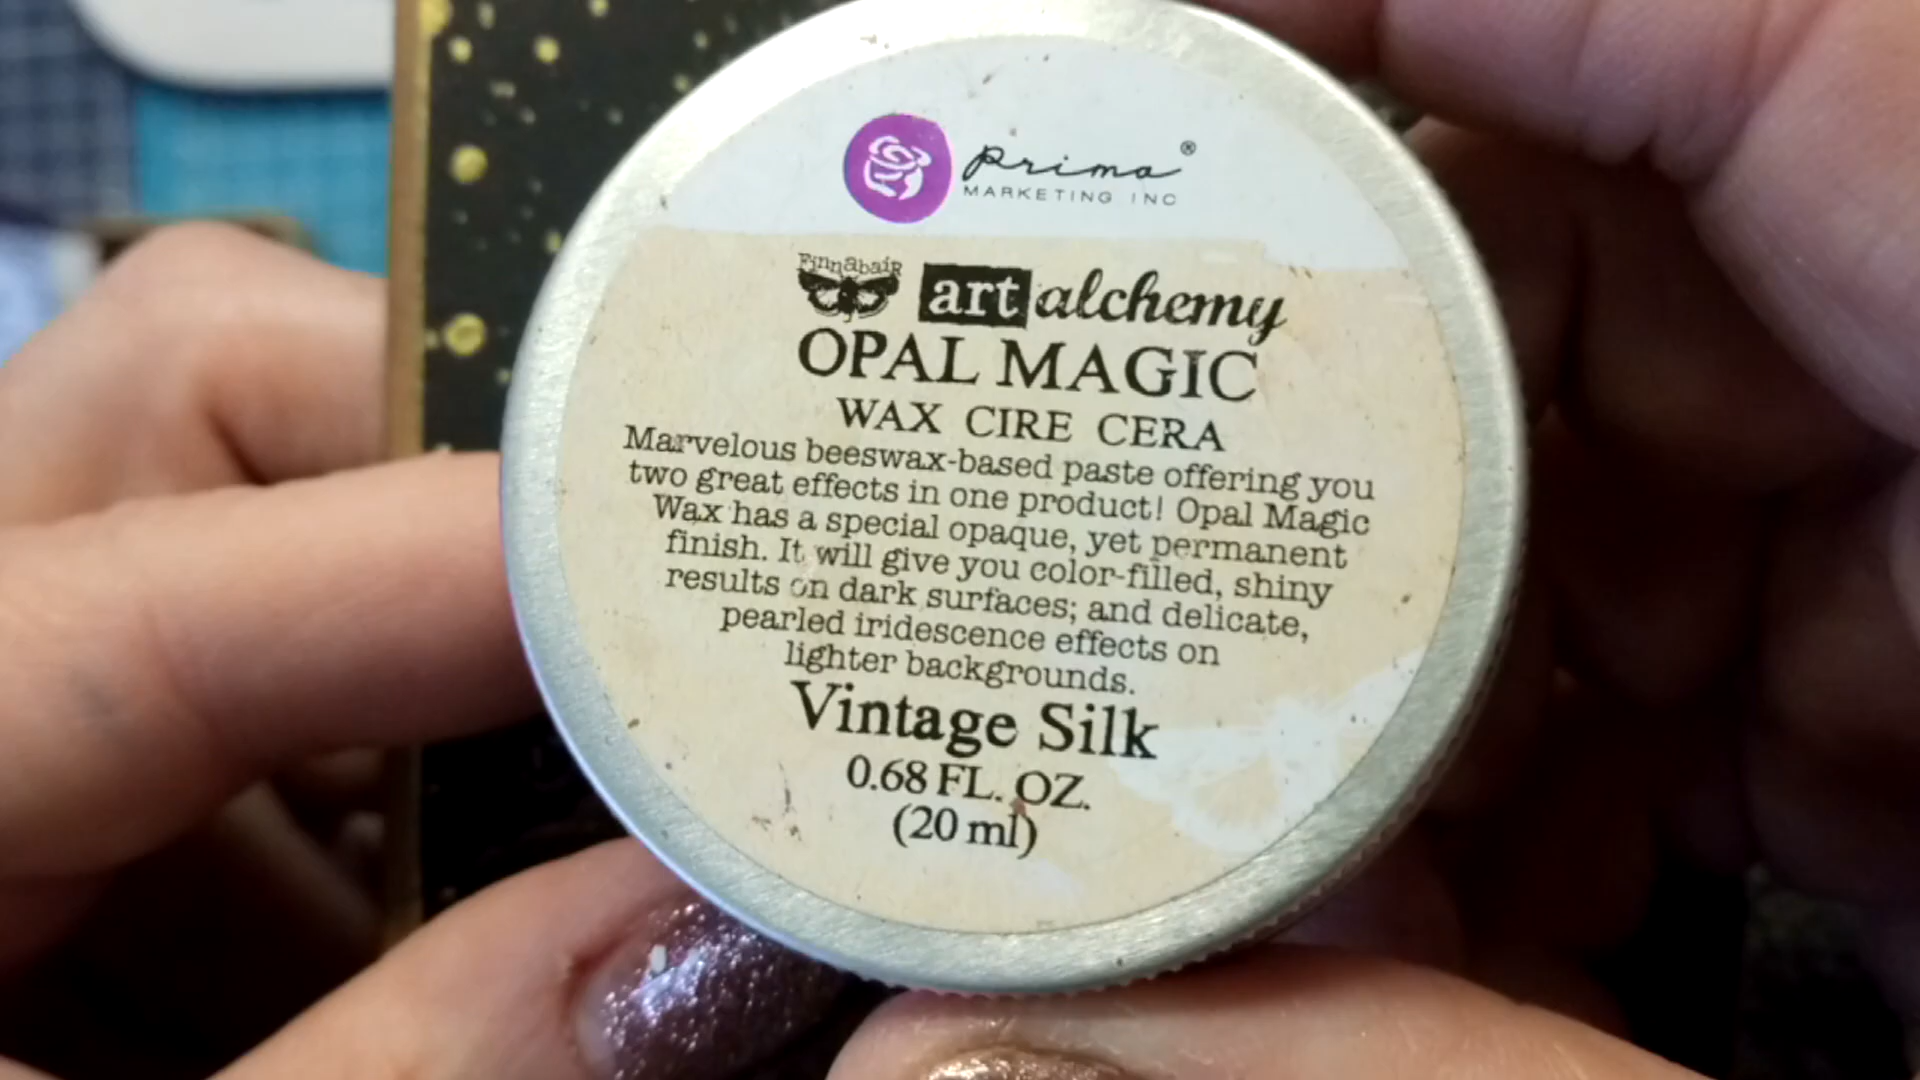 prima®
MARKETING INC
Finnabair
art alchemy
OPAL MAGIC
WAX CIRE CERA
Marvelous beeswax-based paste offering you
two great effects in one product! Opal Magic
Wax has a special opaque, yet permanent
finish. It will give you color-filled, shiny
results on dark surfaces; and delicate,
pearled iridescence effects on
lighter backgrounds.
Vintage Silk
0.68 FL. OZ.
(20 ml)